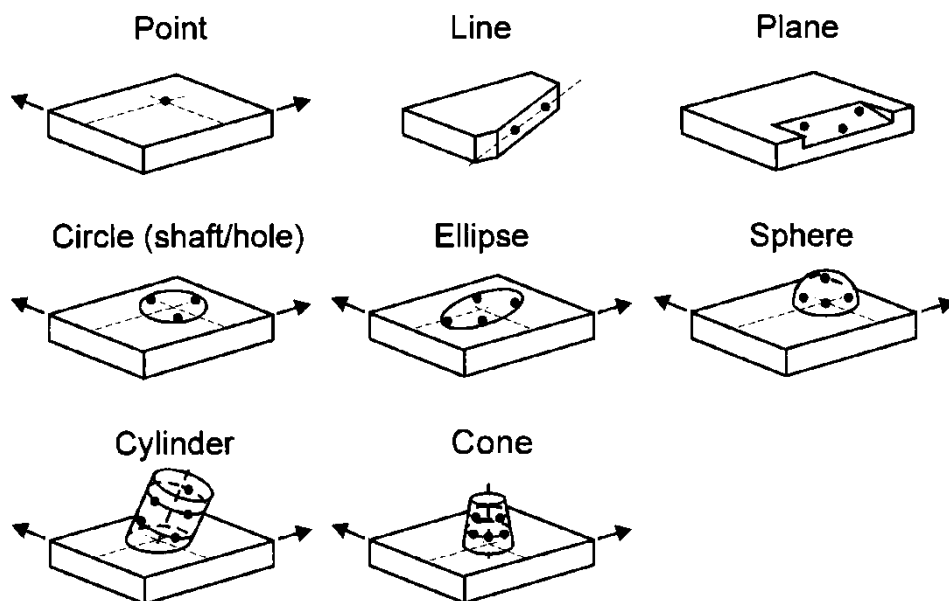 Point
Line
Plane
Circle (shaft/hole)
Ellipse
Sphere
Cylinder
Cone